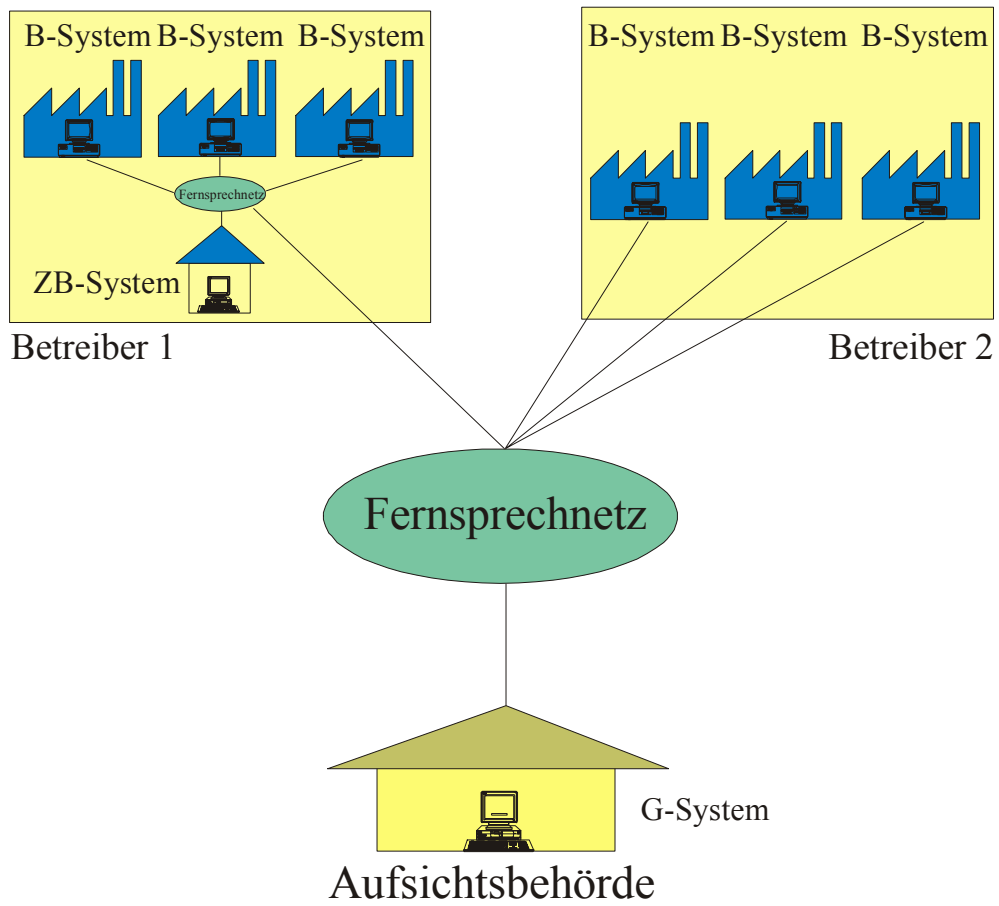 B-System B-System B-System
Fernsprechnetz
ZB-System
Betreiber 1
B-System B-System B-System
Betreiber 2
Fernsprechnetz
G-System
Aufsichtsbehörde